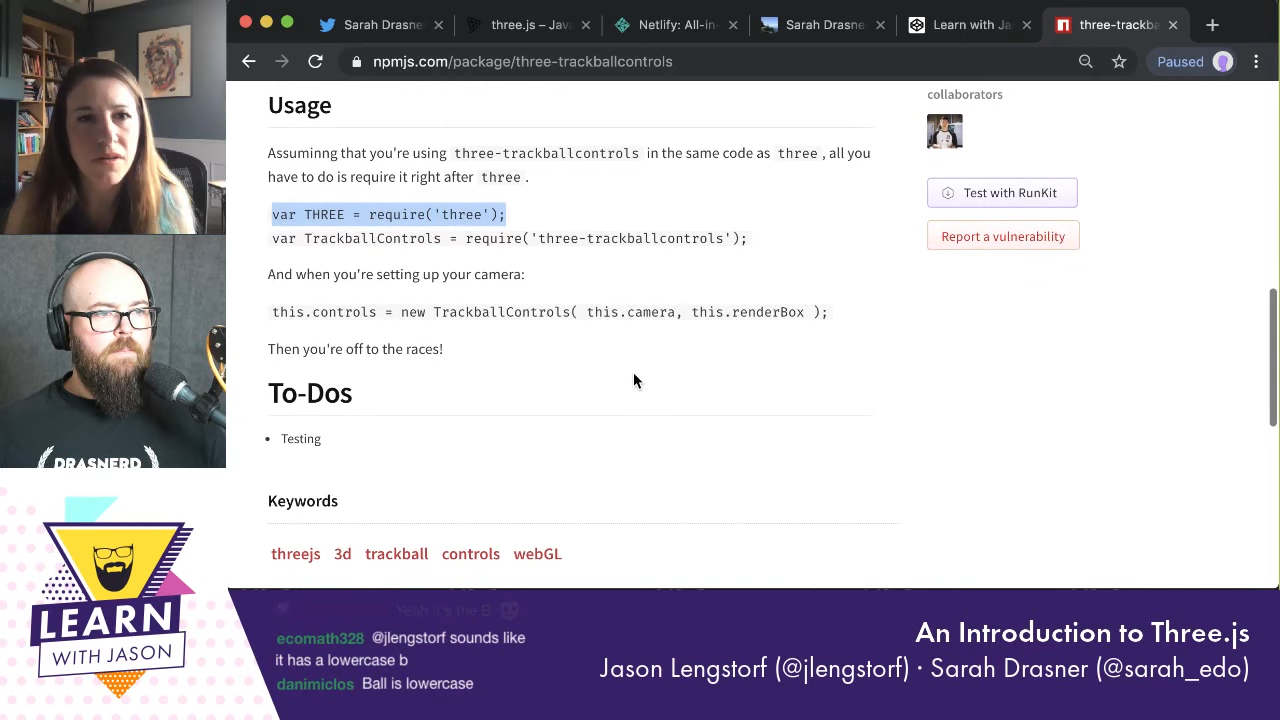 Sarah Drasne
three.js – Jav
Netlify: All-in-
Sarah Drasne
Learn with Ja
three-trackba
npmjs.com/package/three-trackballcontrols
Paused
Usage
collaborators
Assuminng that you're using three-trackballcontrols in the same code as three , all you
have to do is require it right after three .
Test with RunKit
var THREE = require('three');
var TrackballControls = require('three-trackballcontrols');
Report a vulnerability
And when you're setting up your camera:
this.controls = new TrackballControls( this.camera, this.renderBox );
Then you're off to the races!
To-Dos
Testing
Keywords
threejs 3d trackball controls webGL
DRASNERD
LEARN
WITH JASON
Yeah it's the B
ecomath328 @jlengstorf sounds like
it has a lowercase b
danimiclos Ball is lowercase
An Introduction to Three.js
Jason Lengstorf (@jlengstorf) · Sarah Drasner (@sarah_edo)